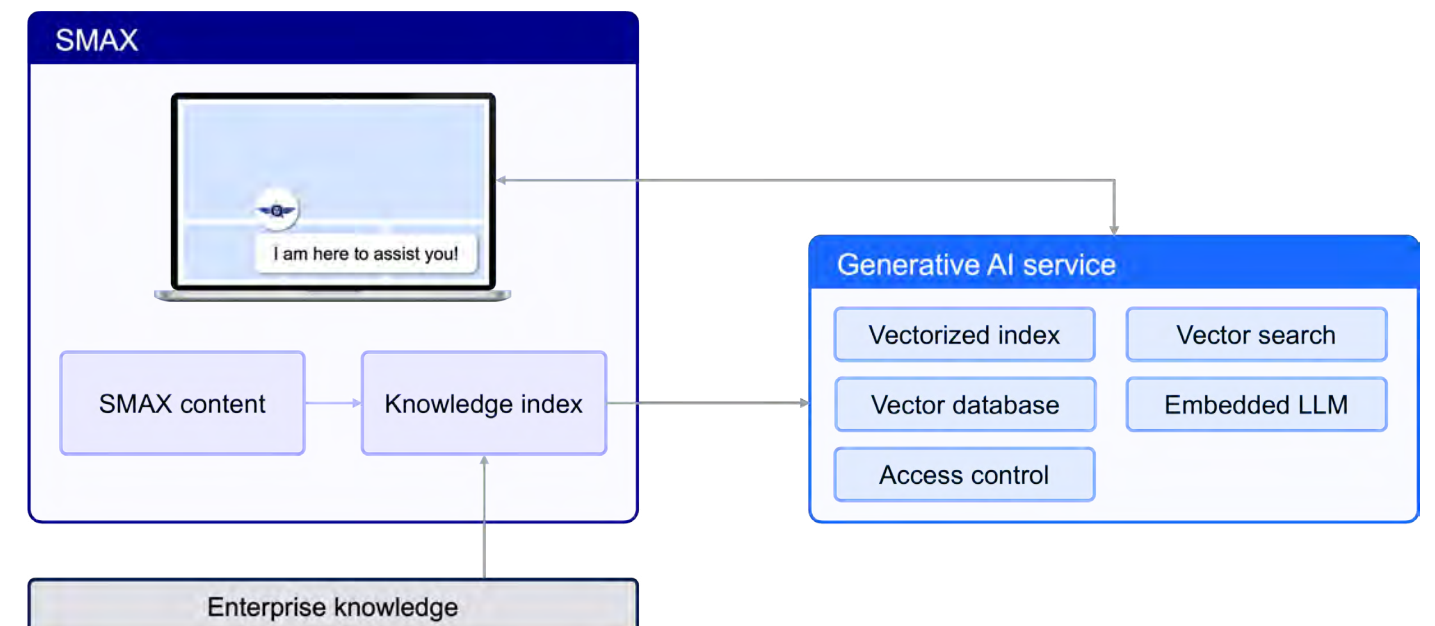 SMAX
I am here to assist you!
SMAX content
Knowledge index
Enterprise knowledge
Generative AI service
Vectorized index
Vector search
Vector database
Embedded LLM
Access control